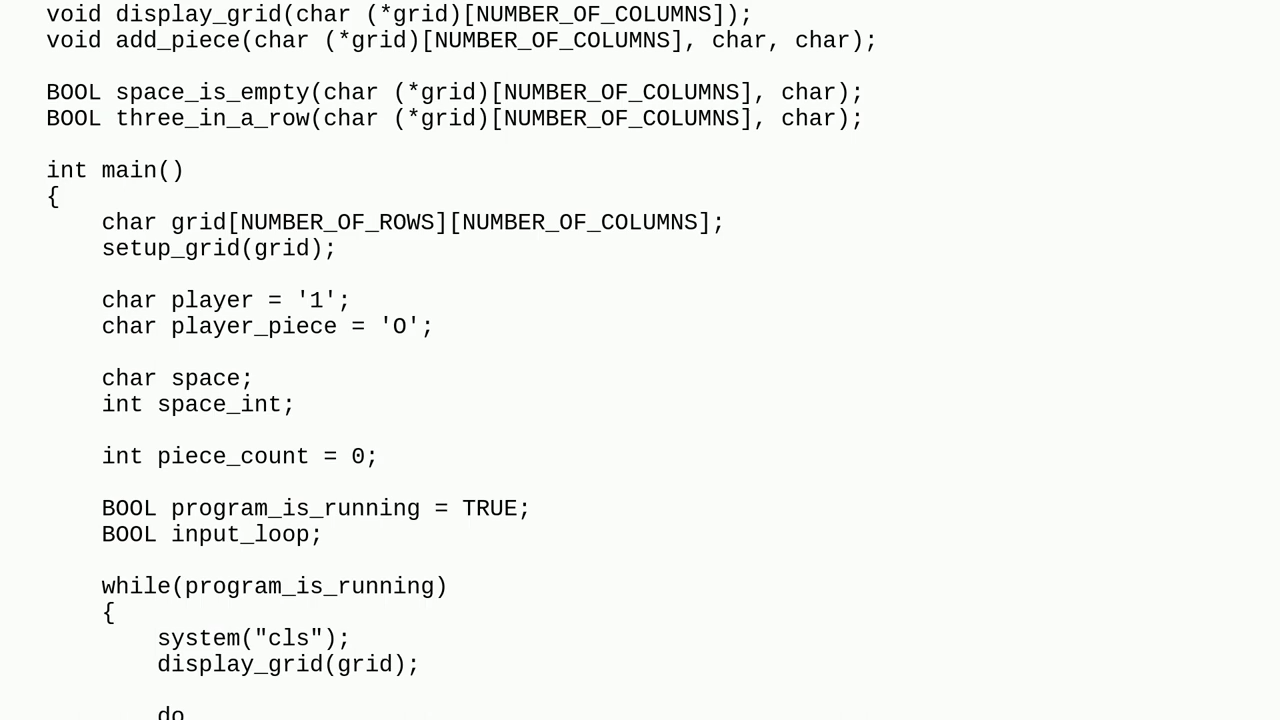 void display_grid(char (*grid)[NUMBER_OF_COLUMNS]);
void add_piece(char (*grid)[NUMBER_OF_COLUMNS], char, char);
BOOL space_is_empty(char (*grid)[NUMBER_OF_COLUMNS], char);
BOOL three_in_a_row(char (*grid)[NUMBER_OF_COLUMNS], char);
int main()
{
char grid[NUMBER_OF_ROWS][NUMBER_OF_COLUMNS];
setup_grid(grid);
char player = '1';
char player_piece = 'O';
char space;
int space_int;
int piece_count = 0;
BOOL program_is_running = TRUE;
BOOL input_loop;
while(program_is_running)
{
system("cls");
display_grid(grid);
do